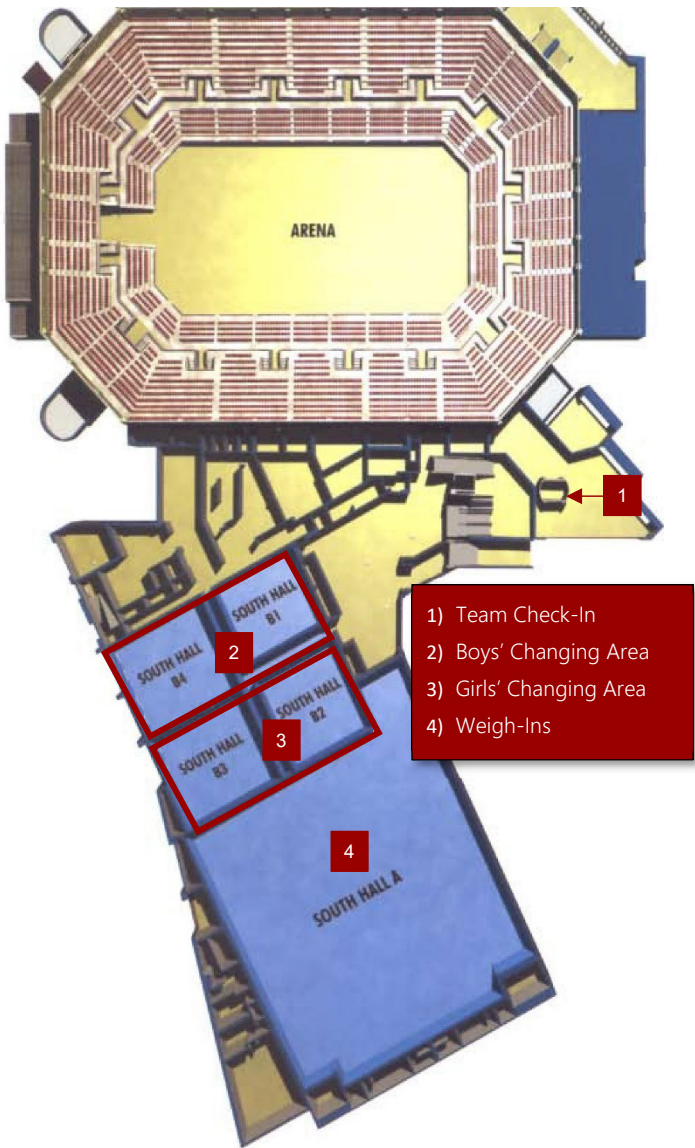 ARENA
1
1) Team Check-In
2) Boys' Changing Area
3) Girls' Changing Area
4) Weigh-Ins
SOUTH HALL
B1
2
SOUTH HALL
B4
SOUTH HALL
B2
3
SOUTH HALL
B3
4
SOUTH HALL A